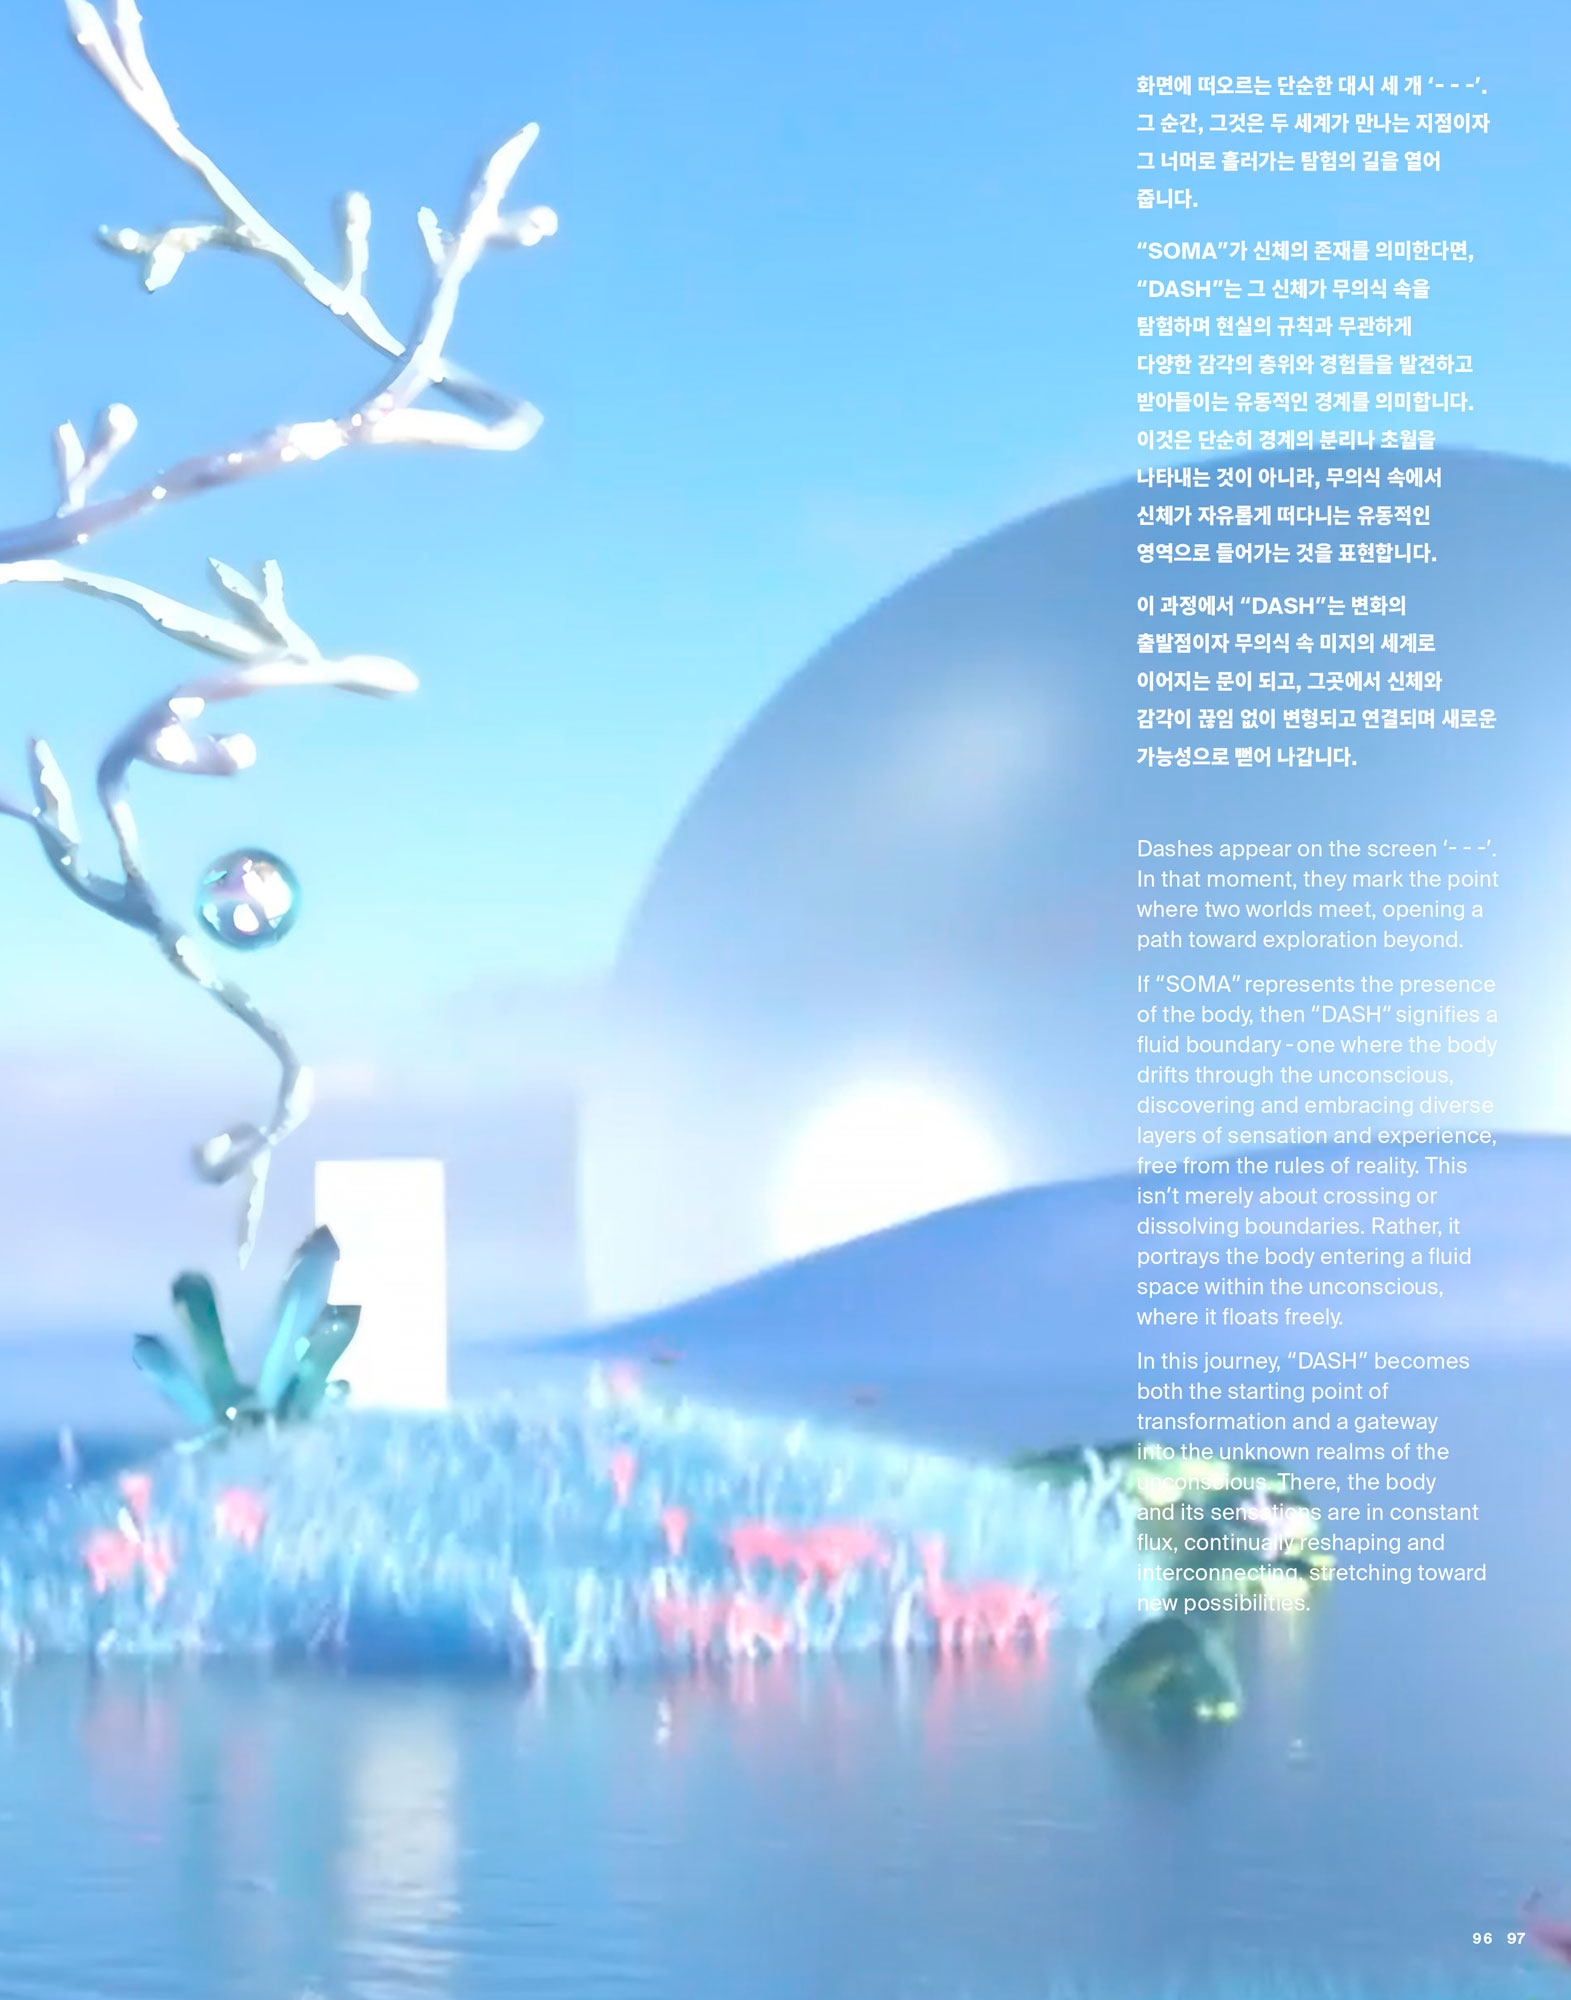 화면에 떠오르는 단순한 대시 세 개 ‘- - -’.
그 순간, 그것은 두 세계가 만나는 지점이자
그 너머로 흘러가는 탐험의 길을 열어
줍니다.
“SOMA”가 신체의 존재를 의미한다면,
“DASH”는 그 신체가 무의식 속을
탐험하며 현실의 규칙과 무관하게
다양한 감각의 층위와 경험들을 발견하고
받아들이는 유동적인 경계를 의미합니다.
이것은 단순히 경계의 분리나 초월을
나타내는 것이 아니라, 무의식 속에서
신체가 자유롭게 떠다니는 유동적인
영역으로 들어가는 것을 표현합니다.
이 과정에서 “DASH”는 변화의
출발점이자 무의식 속 미지의 세계로
이어지는 문이 되고, 그곳에서 신체와
감각이 끊임 없이 변형되고 연결되며 새로운
가능성으로 뻗어 나갑니다.
Dashes appear on the screen ‘- - -’.
In that moment, they mark the point
where two worlds meet, opening a
path toward exploration beyond.
If “SOMA” represents the presence
of the body, then “DASH“ signifies a
fluid boundary - one where the body
drifts through the unconscious,
discovering and embracing diverse
layers of sensation and experience,
free from the rules of reality. This
isn’t merely about crossing or
dissolving boundaries. Rather, it
portrays the body entering a fluid
space within the unconscious,
where it floats freely.
In this journey, “DASH” becomes
both the starting point of
transformation and a gateway
into the unknown realms of the
unconscious. There, the body
and its sensations are in constant
flux, continually reshaping and
interconnecting, stretching toward
new possibilities.
96 97